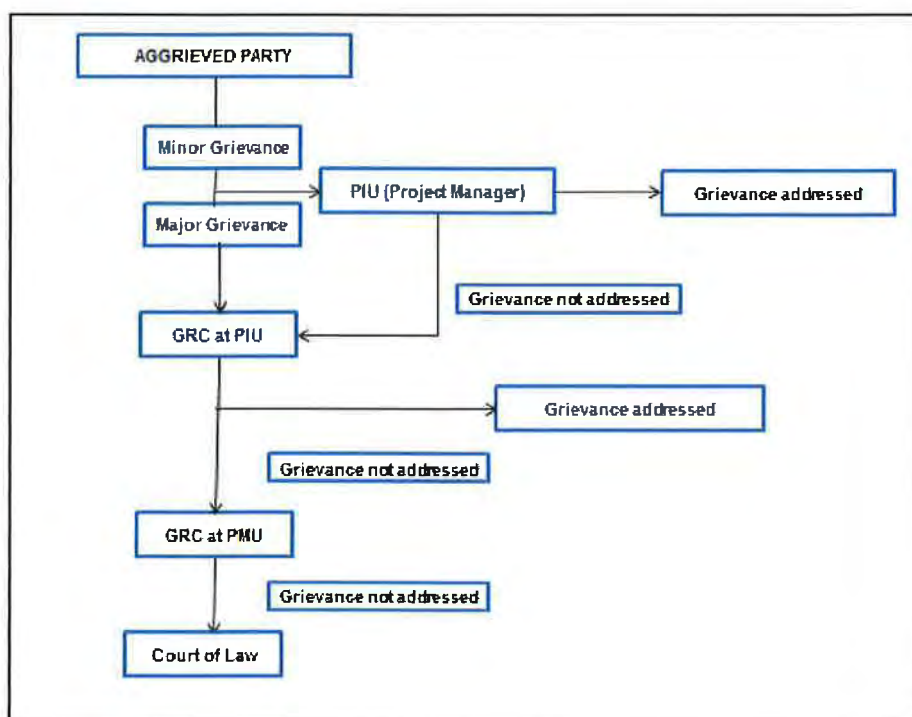 AGGRIEVED PARTY
Minor Grievance
PIU (Project Manager)
Grievance addressed
Major Grievance
Grievance not addressed
GRC at PIU
Grievance addressed
Grievance not addressed
GRC at PMU
Grievance not addressed
Court of Law